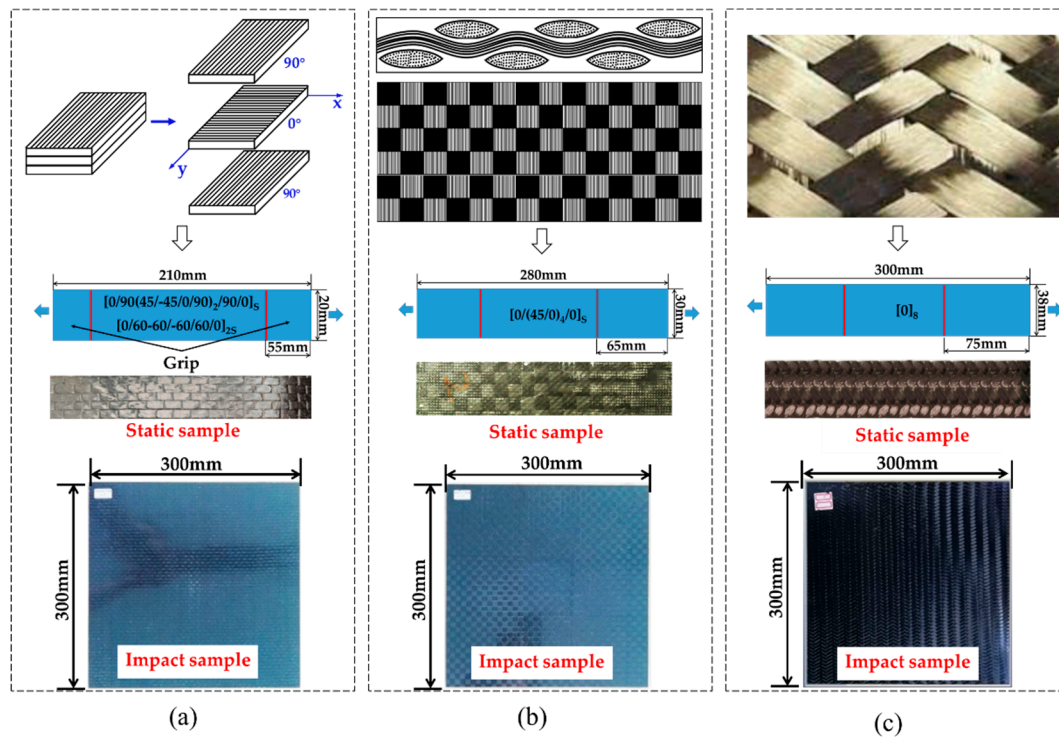 90°
x
0°
y
90°
210mm
[0/90(45/-45/0/90)₂/90/0]S
[0/60-60/-60/60/0]₂S
20mm
55mm
Grip
Static sample
300mm
300mm
Impact sample
(a)
280mm
[0/(45/0)₄/0]S
30mm
65mm
Static sample
300mm
300mm
Impact sample
(b)
300mm
[0]₈
38mm
75mm
Static sample
300mm
300mm
Impact sample
(c)